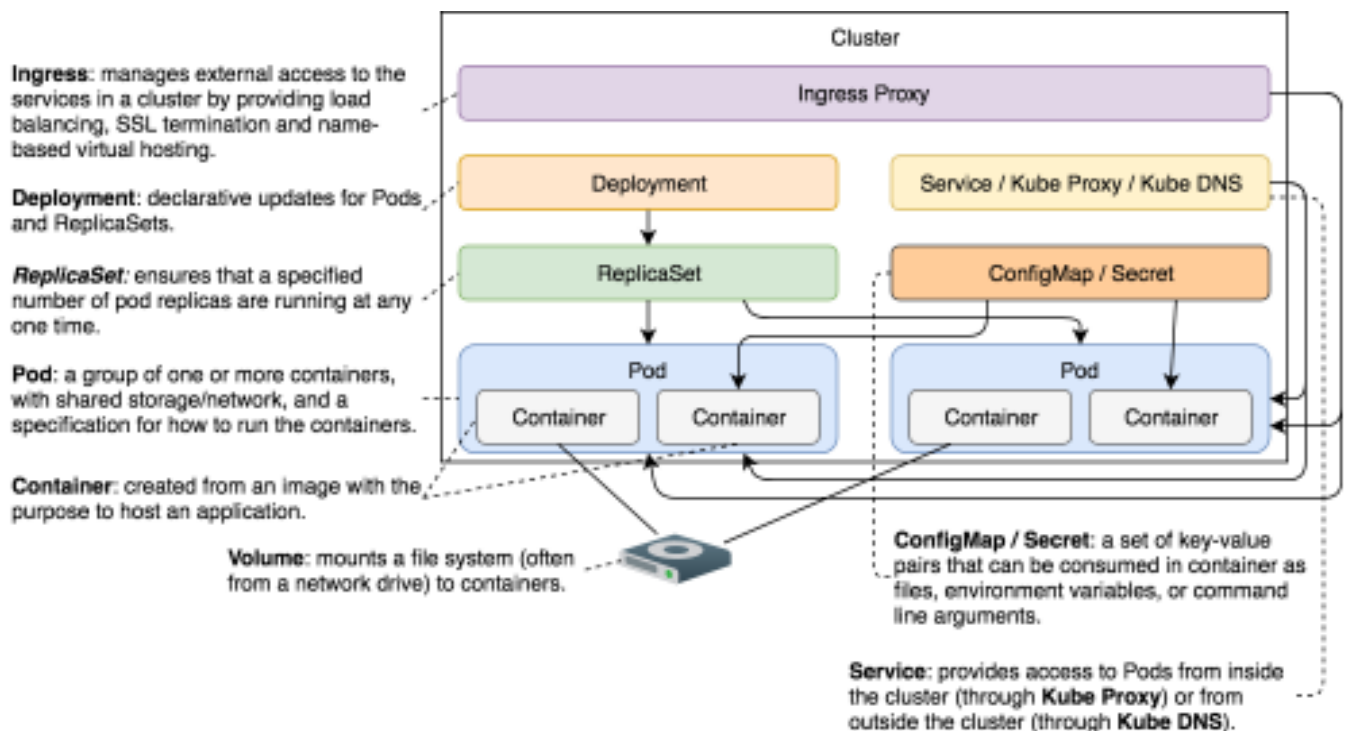 Cluster
Ingress: manages external access to the
services in a cluster by providing load
balancing, SSL termination and name-
based virtual hosting.
Ingress Proxy
Deployment: declarative updates for Pods
and ReplicaSets.
Deployment
Service / Kube Proxy / Kube DNS
ReplicaSet: ensures that a specified
number of pod replicas are running at any
one time.
ReplicaSet
ConfigMap / Secret
Pod: a group of one or more containers,
with shared storage/network, and a
specification for how to run the containers.
Pod
Container
Container
Pod
Container
Container
Container: created from an image with the
purpose to host an application.
Volume: mounts a file system (often
from a network drive) to containers.
ConfigMap / Secret: a set of key-value
pairs that can be consumed in container as
files, environment variables, or command
line arguments.
Service: provides access to Pods from inside
the cluster (through Kube Proxy) or from
outside the cluster (through Kube DNS).